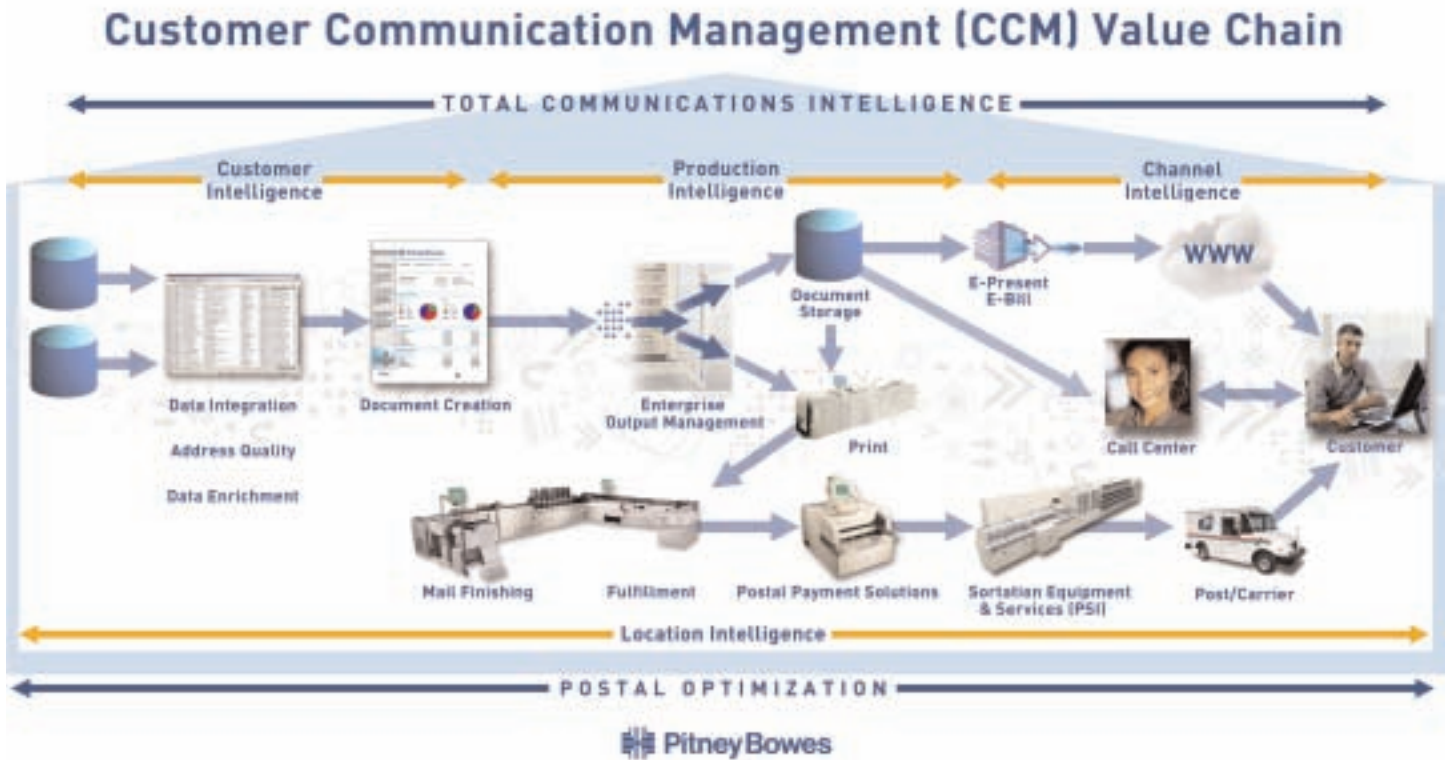 Customer Communication Management (CCM) Value Chain
TOTAL COMMUNICATIONS INTELLIGENCE
Customer
Intelligence
Production
Intelligence
Channel
Intelligence
WWW
E-Present
E-Bill
Document
Storage
Data Integration
Address Quality
Data Enrichment
Document Creation
Enterprise
Output Management
Print
Call Center
Customer
Mail Finishing
Fulfillment
Postal Payment Solutions
Sortation Equipment
& Services (PSI)
Post/Carrier
Location Intelligence
POSTAL OPTIMIZATION
PitneyBowes